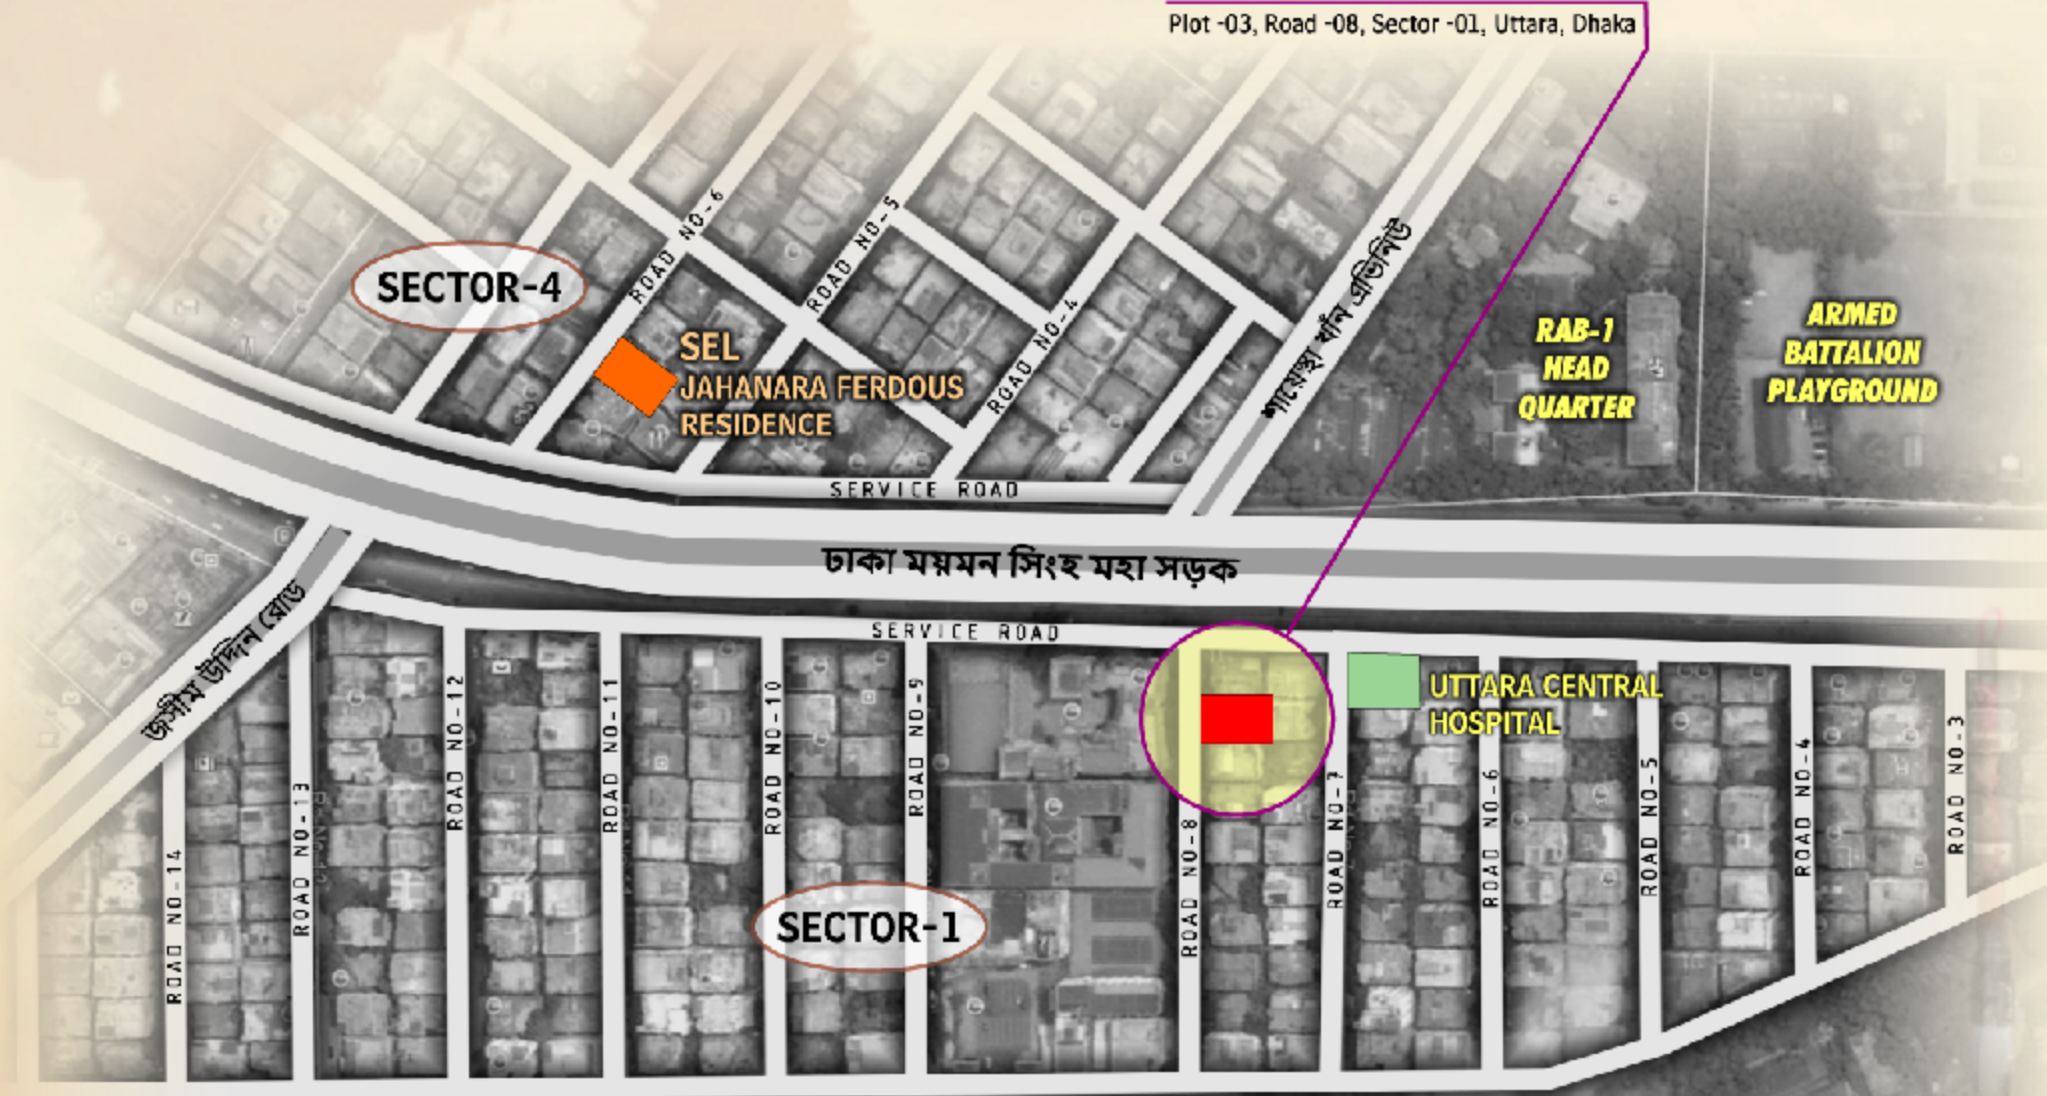 Plot -03, Road -08, Sector -01, Uttara, Dhaka
ROAD NO-6
ROAD NO-5
SECTOR-4
শায়েস্থা খাঁন এভিনিউ
ROAD NO-4
RAB-1
HEAD
QUARTER
ARMED
BATTALION
PLAYGROUND
SEL
JAHANARA FERDOUS
RESIDENCE
SERVICE ROAD
ঢাকা ময়মন সিংহ মহা সড়ক
জসীম উদ্দিন রোড
SERVICE ROAD
UTTARA CENTRAL
HOSPITAL
ROAD NO-14
ROAD NO-13
ROAD NO-12
ROAD NO-11
ROAD NO-10
ROAD NO-9
ROAD NO-8
ROAD NO-7
ROAD NO-6
ROAD NO-5
ROAD NO-4
ROAD NO-3
SECTOR-1